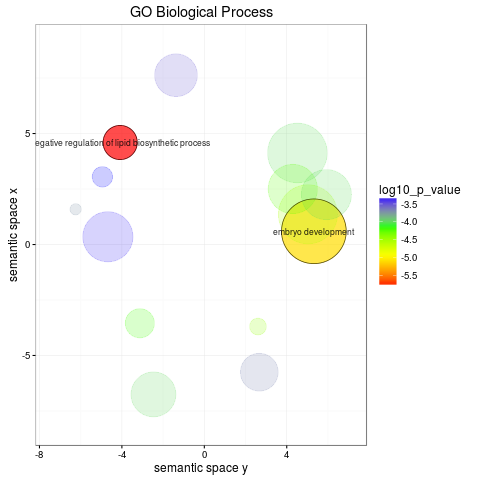 GO Biological Process
5
0
-5
-8
-4
0
4
semantic space x
semantic space y
egative regulation of lipid biosynthetic process
embryo development
log10_p_value
-3.5
-4.0
-4.5
-5.0
-5.5